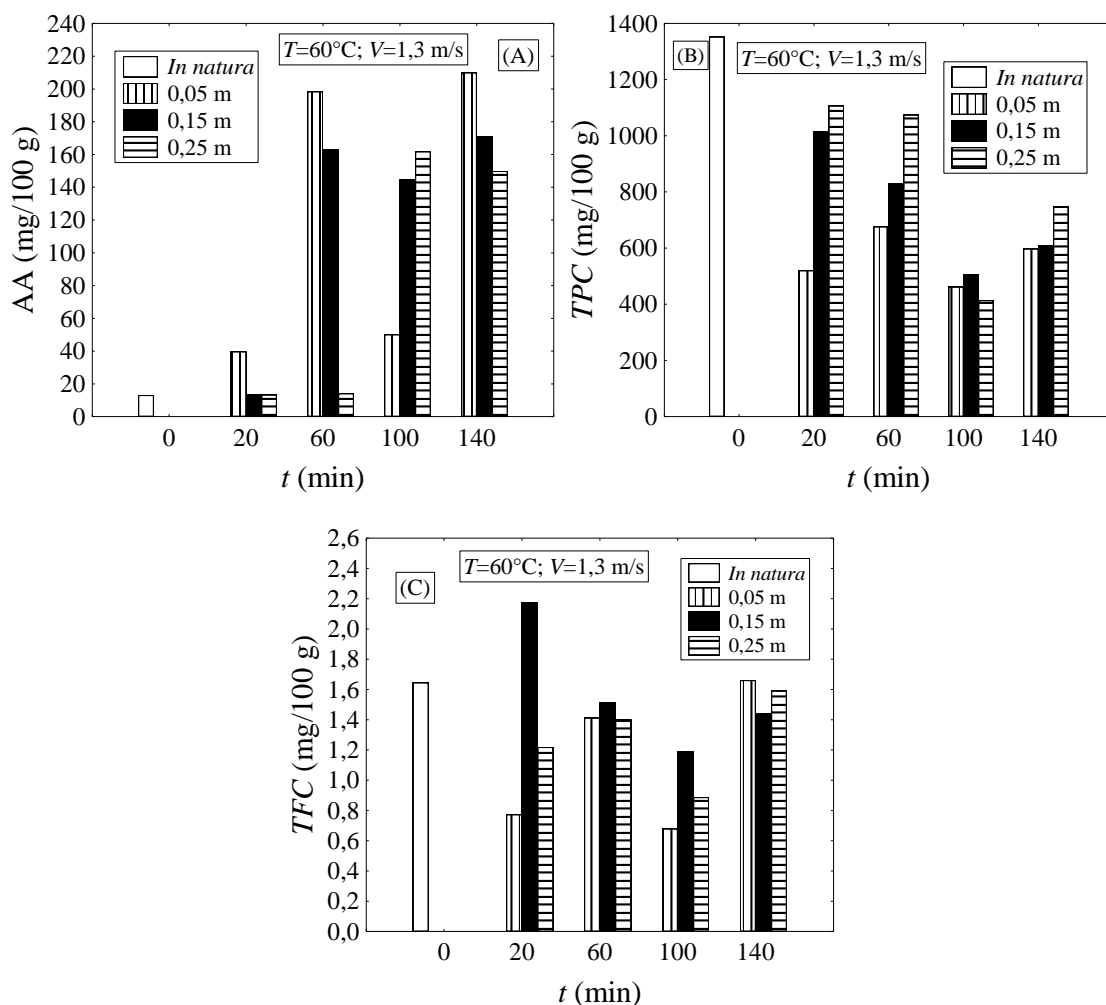 T=60°C; V=1,3 m/s
(A)
In natura
0,05 m
0,15 m
0,25 m
AA (mg/100 g)
240
220
200
180
160
140
120
100
80
60
40
20
0
0 20 60 100 140
t (min)
(B)
T=60°C; V=1,3 m/s
In natura
0,05 m
0,15 m
0,25 m
TPC (mg/100 g)
1400
1200
1000
800
600
400
200
0
0 20 60 100 140
t (min)
T=60°C; V=1,3 m/s
(C)
In natura
0,05 m
0,15 m
0,25 m
TFC (mg/100 g)
2,6
2,4
2,2
2,0
1,8
1,6
1,4
1,2
1,0
0,8
0,6
0,4
0,2
0,0
0 20 60 100 140
t (min)